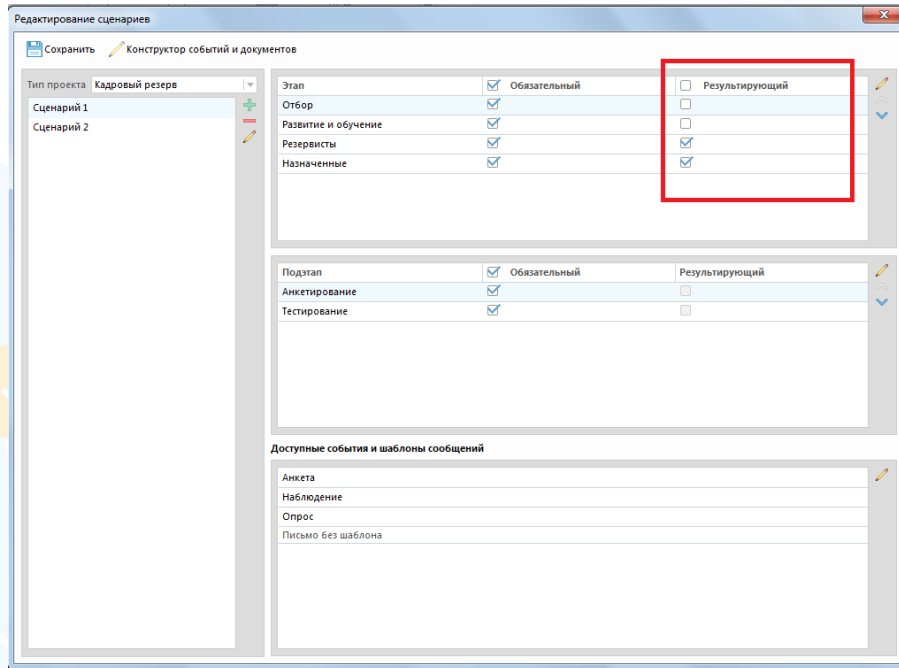 Редактирование сценариев
Сохранить Конструктор событий и документов
Тип проекта Кадровый резерв
Сценарий 1
Сценарий 2
Этап Обязательный Результирующий
Отбор
Развитие и обучение
Резервисты
Назначенные
Подэтап Обязательный Результирующий
Анкетирование
Тестирование
Доступные события и шаблоны сообщений
Анкета
Наблюдение
Опрос
Письмо без шаблона